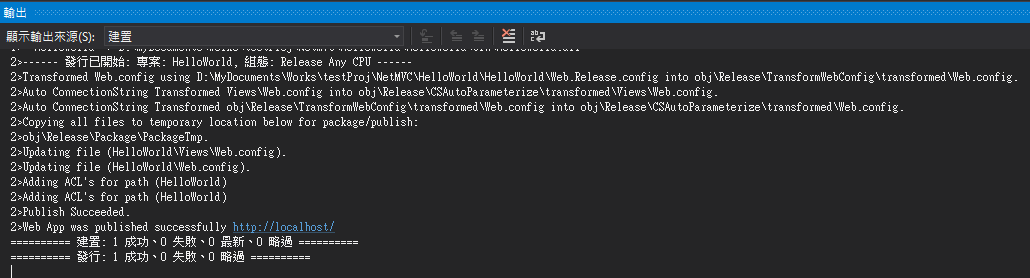 輸出
顯示輸出來源(S): 建置
2>------ 發行已開始: 專案: HelloWorld, 組態: Release Any CPU ------
2>Transformed Web.config using D:\MyDocuments\Works\testProj\NetMVC\HelloWorld\HelloWorld\Web.Release.config into obj\Release\TransformWebConfig\transformed\Web.config.
2>Auto ConnectionString Transformed Views\Web.config into obj\Release\CSAutoParameterize\transformed\Views\Web.config.
2>Auto ConnectionString Transformed obj\Release\TransformWebConfig\transformed\Web.config into obj\Release\CSAutoParameterize\transformed\Web.config.
2>Copying all files to temporary location below for package/publish:
2>obj\Release\Package\PackageTmp.
2>Updating file (HelloWorld\Views\Web.config).
2>Updating file (HelloWorld\Web.config).
2>Adding ACL's for path (HelloWorld)
2>Adding ACL's for path (HelloWorld)
2>Publish Succeeded.
2>Web App was published successfully http://localhost/
========== 建置: 1 成功、0 失敗、0 最新、0 略過 ==========
========== 發行: 1 成功、0 失敗、0 略過 ==========